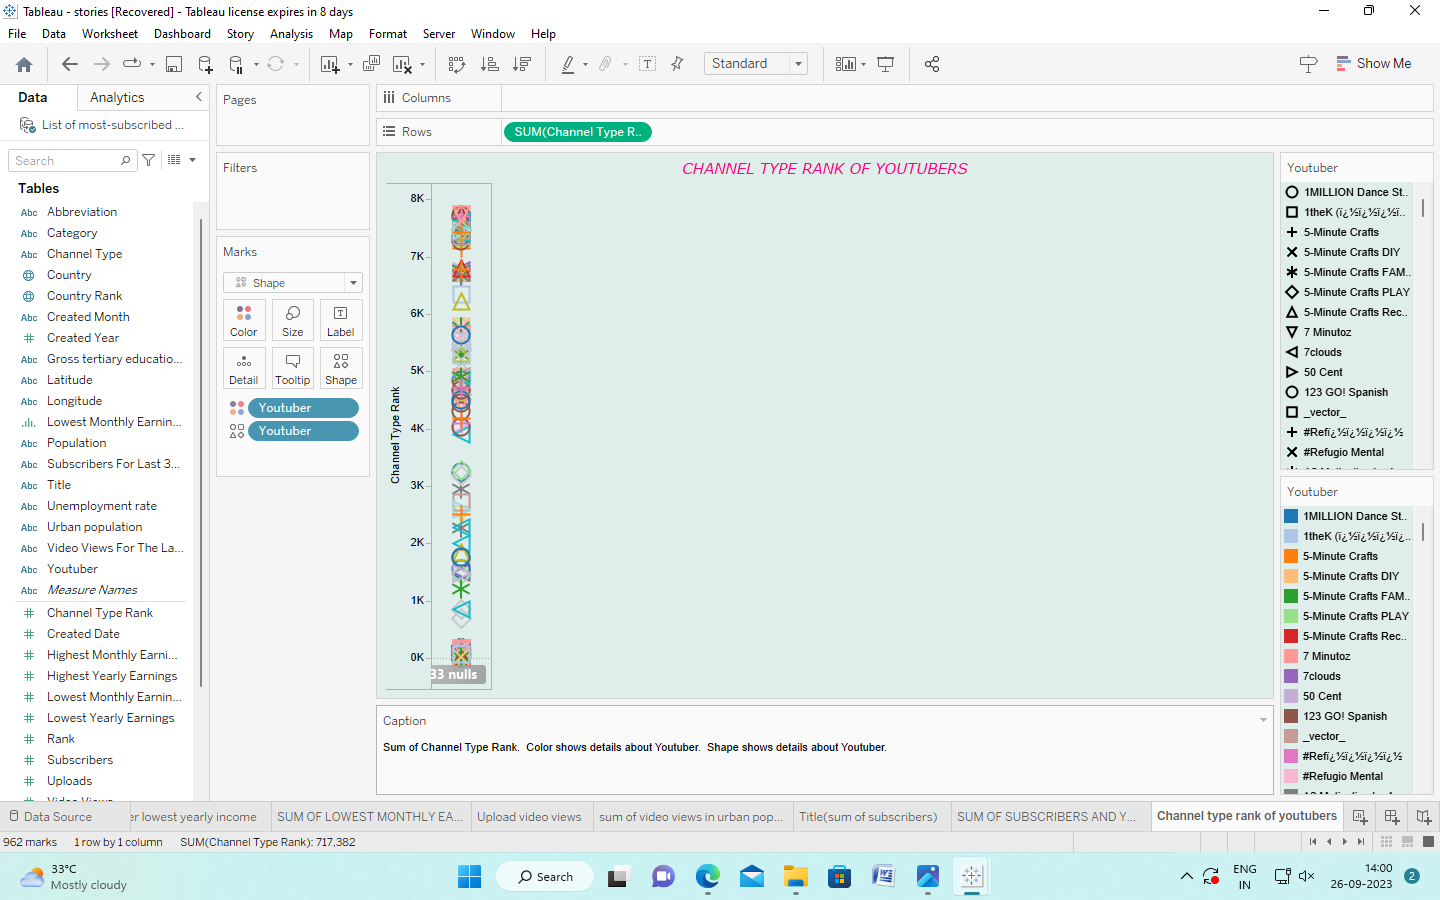 Tableau - stories [Recovered] - Tableau license expires in 8 days
File Data Worksheet Dashboard Story Analysis Map Format Server Window Help
Standard
Show Me
Data Analytics
List of most-subscribed ...
Search
Tables
Abc Abbreviation
Abc Category
Abc Channel Type
Country
Country Rank
Abc Created Month
# Created Year
Abc Gross tertiary educatio...
Abc Latitude
Abc Longitude
Lowest Monthly Earnin...
Abc Population
Abc Subscribers For Last 3...
Abc Title
Abc Unemployment rate
Abc Urban population
Abc Video Views For The La...
Abc Youtuber
Abc Measure Names
# Channel Type Rank
# Created Date
# Highest Monthly Earni...
# Highest Yearly Earnings
# Lowest Monthly Earnin...
# Lowest Yearly Earnings
# Rank
# Subscribers
# Uploads
Pages
Filters
Marks
Shape
Color Size Label
Detail Tooltip Shape
Youtuber
Youtuber
Columns
Rows
SUM(Channel Type R..
CHANNEL TYPE RANK OF YOUTUBERS
Channel Type Rank
8K
7K
6K
5K
4K
3K
2K
1K
0K
33 nulls
Caption
Sum of Channel Type Rank. Color shows details about Youtuber. Shape shows details about Youtuber.
Youtuber
1MILLION Dance St..
1theK (ï¿½ï¿½ï¿½ï¿½ï..
5-Minute Crafts
5-Minute Crafts DIY
5-Minute Crafts FAM..
5-Minute Crafts PLAY
5-Minute Crafts Rec..
7 Minutoz
7clouds
50 Cent
123 GO! Spanish
_vector_
#Refï¿½ï¿½ï¿½ï¿½ï¿½
#Refugio Mental
Youtuber
1MILLION Dance St..
1theK (ï¿½ï¿½ï¿½ï¿½ï¿..
5-Minute Crafts
5-Minute Crafts DIY
5-Minute Crafts FAM..
5-Minute Crafts PLAY
5-Minute Crafts Rec..
7 Minutoz
7clouds
50 Cent
123 GO! Spanish
_vector_
#Refï¿½ï¿½ï¿½ï¿½ï¿½
#Refugio Mental
Data Source
er lowest yearly income
SUM OF LOWEST MONTHLY EA...
Upload video views
sum of video views in urban pop...
Title(sum of subscribers)
SUM OF SUBSCRIBERS AND Y...
Channel type rank of youtubers
962 marks 1 row by 1 column SUM(Channel Type Rank): 717,382
33°C
Mostly cloudy
Search
ENG
IN
14:00
26-09-2023
2